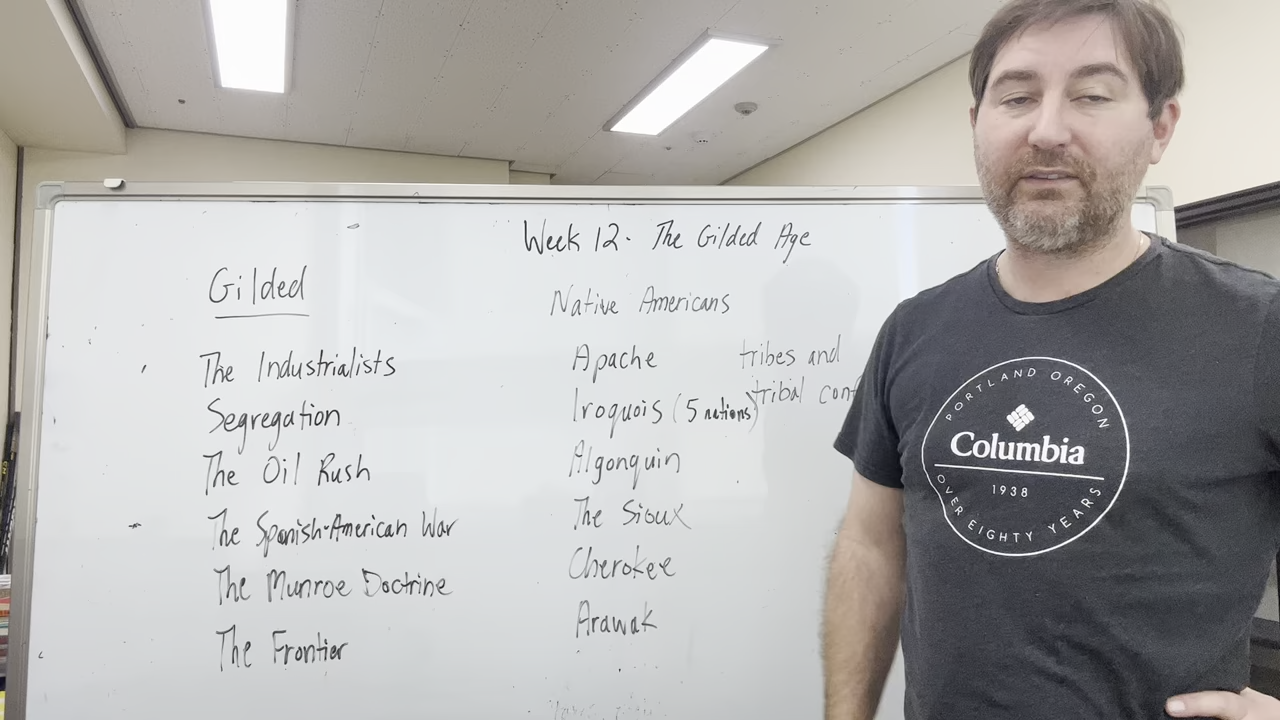 Week 12. The Gilded Age
Gilded
The Industrialists
Segregation
The Oil Rush
The Spanish-American War
The Munroe Doctrine
The Frontier
Native Americans
Apache
Iroquois (5 nations)
Algonquin
The Sioux
Cherokee
Arawak
tribes and
tribal conf
PORTLAND OREGON
Columbia
1938
OVER EIGHTY YEARS